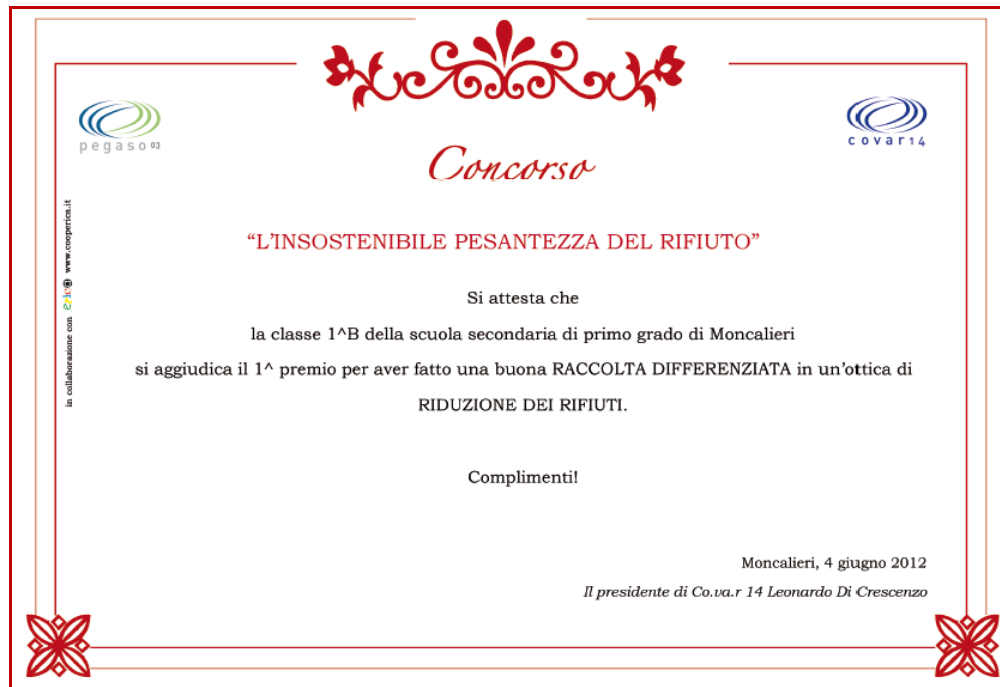 pegaso 03
covar14
Concorso
in collaborazione con erica www.cooperica.it
“L’INSOSTENIBILE PESANTEZZA DEL RIFIUTO”
Si attesta che
la classe 1^B della scuola secondaria di primo grado di Moncalieri
si aggiudica il 1^ premio per aver fatto una buona RACCOLTA DIFFERENZIATA in un’ottica di
RIDUZIONE DEI RIFIUTI.
Complimenti!
Moncalieri, 4 giugno 2012
Il presidente di Co.va.r 14 Leonardo Di Crescenzo